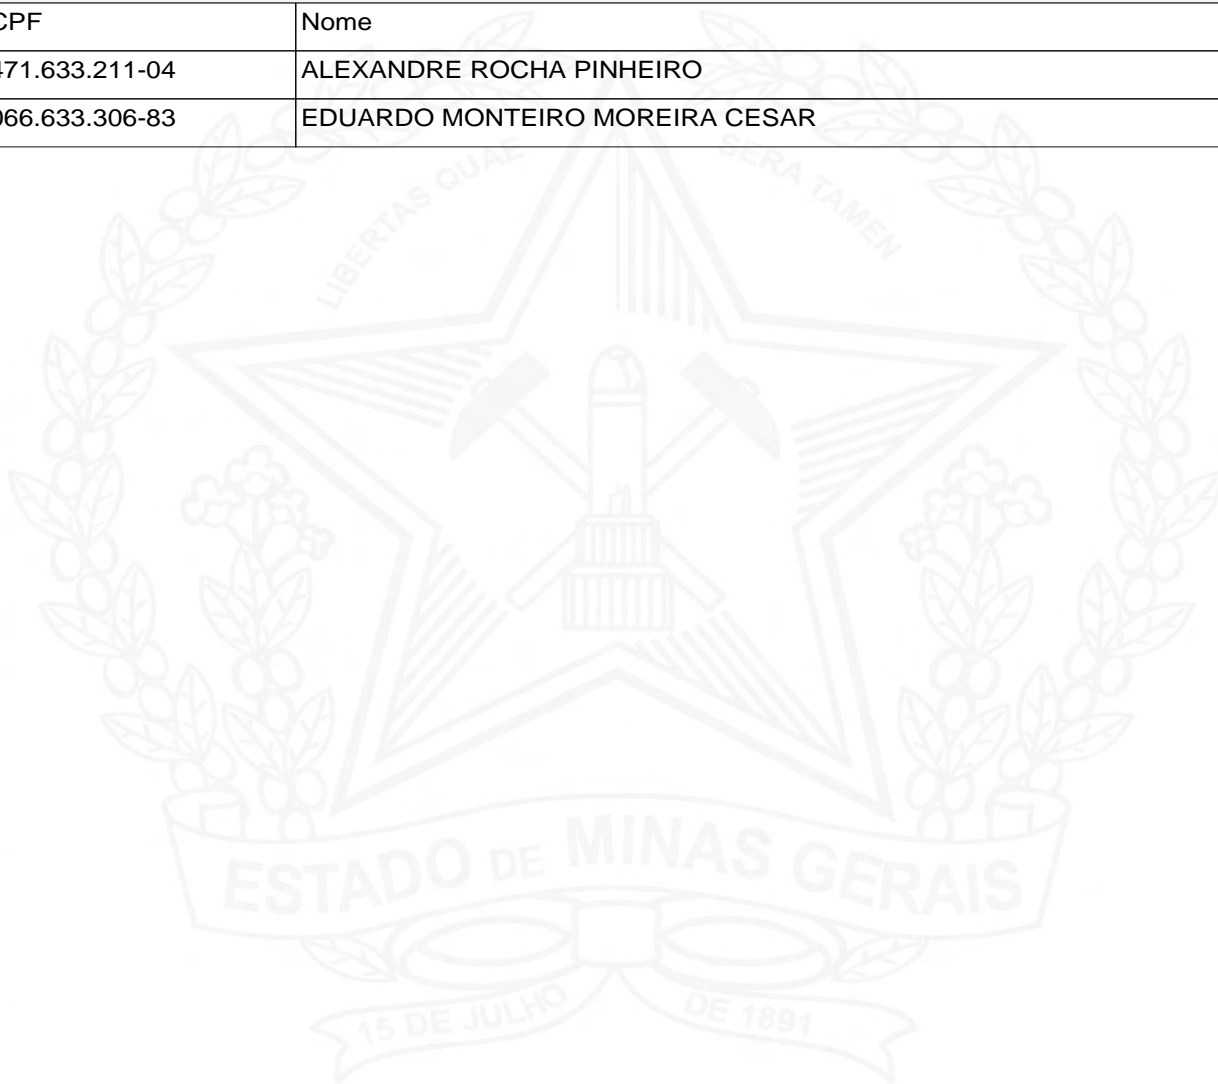 CPF Nome
471.633.211-04 ALEXANDRE ROCHA PINHEIRO
066.633.306-83 EDUARDO MONTEIRO MOREIRA CESAR
LIBERTAS QUAE SERA TAMEN
ESTADO DE MINAS GERAIS
15 DE JULHO DE 1891